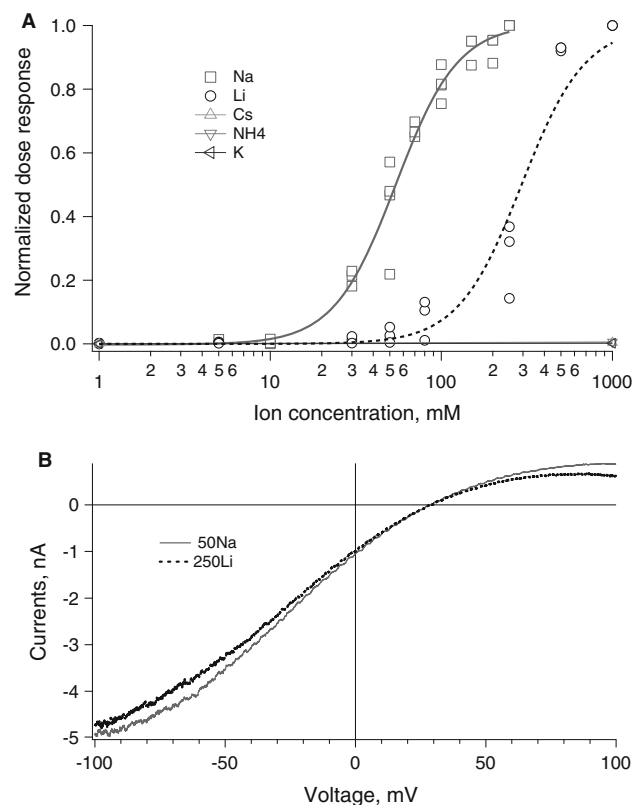 A
Normalized dose response
1.0
0.8
0.6
0.4
0.2
0.0
Na
Li
Cs
NH4
K
1 2 3 4 5 6 10 2 3 4 5 6 100 2 3 4 5 6 1000
Ion concentration, mM
B
Currents, nA
0
-1
-2
-3
-4
-5
50Na
250Li
-100 -50 0 50 100
Voltage, mV